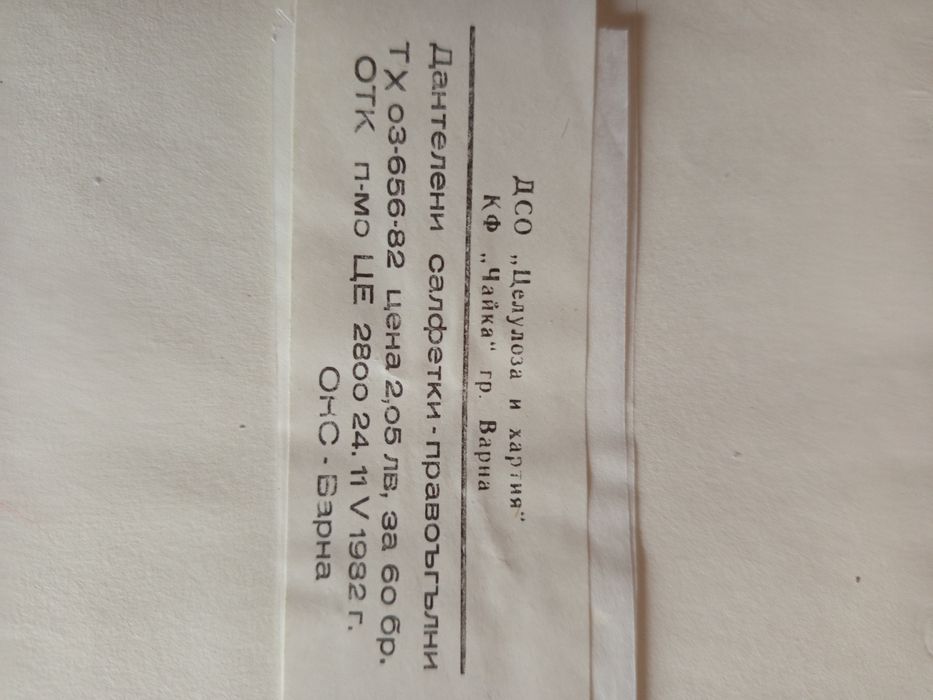 ДСО „Целулоза и хартия“
КФ „Чайка“ гр. Варна
Дантелени салфетки - правоъгълни
ТХ 03-656-82 цена 2,05 лв, за 60 бр.
ОТК п-мо ЦЕ 2800 24. 11 V 1982 г.
ОНС - Варна